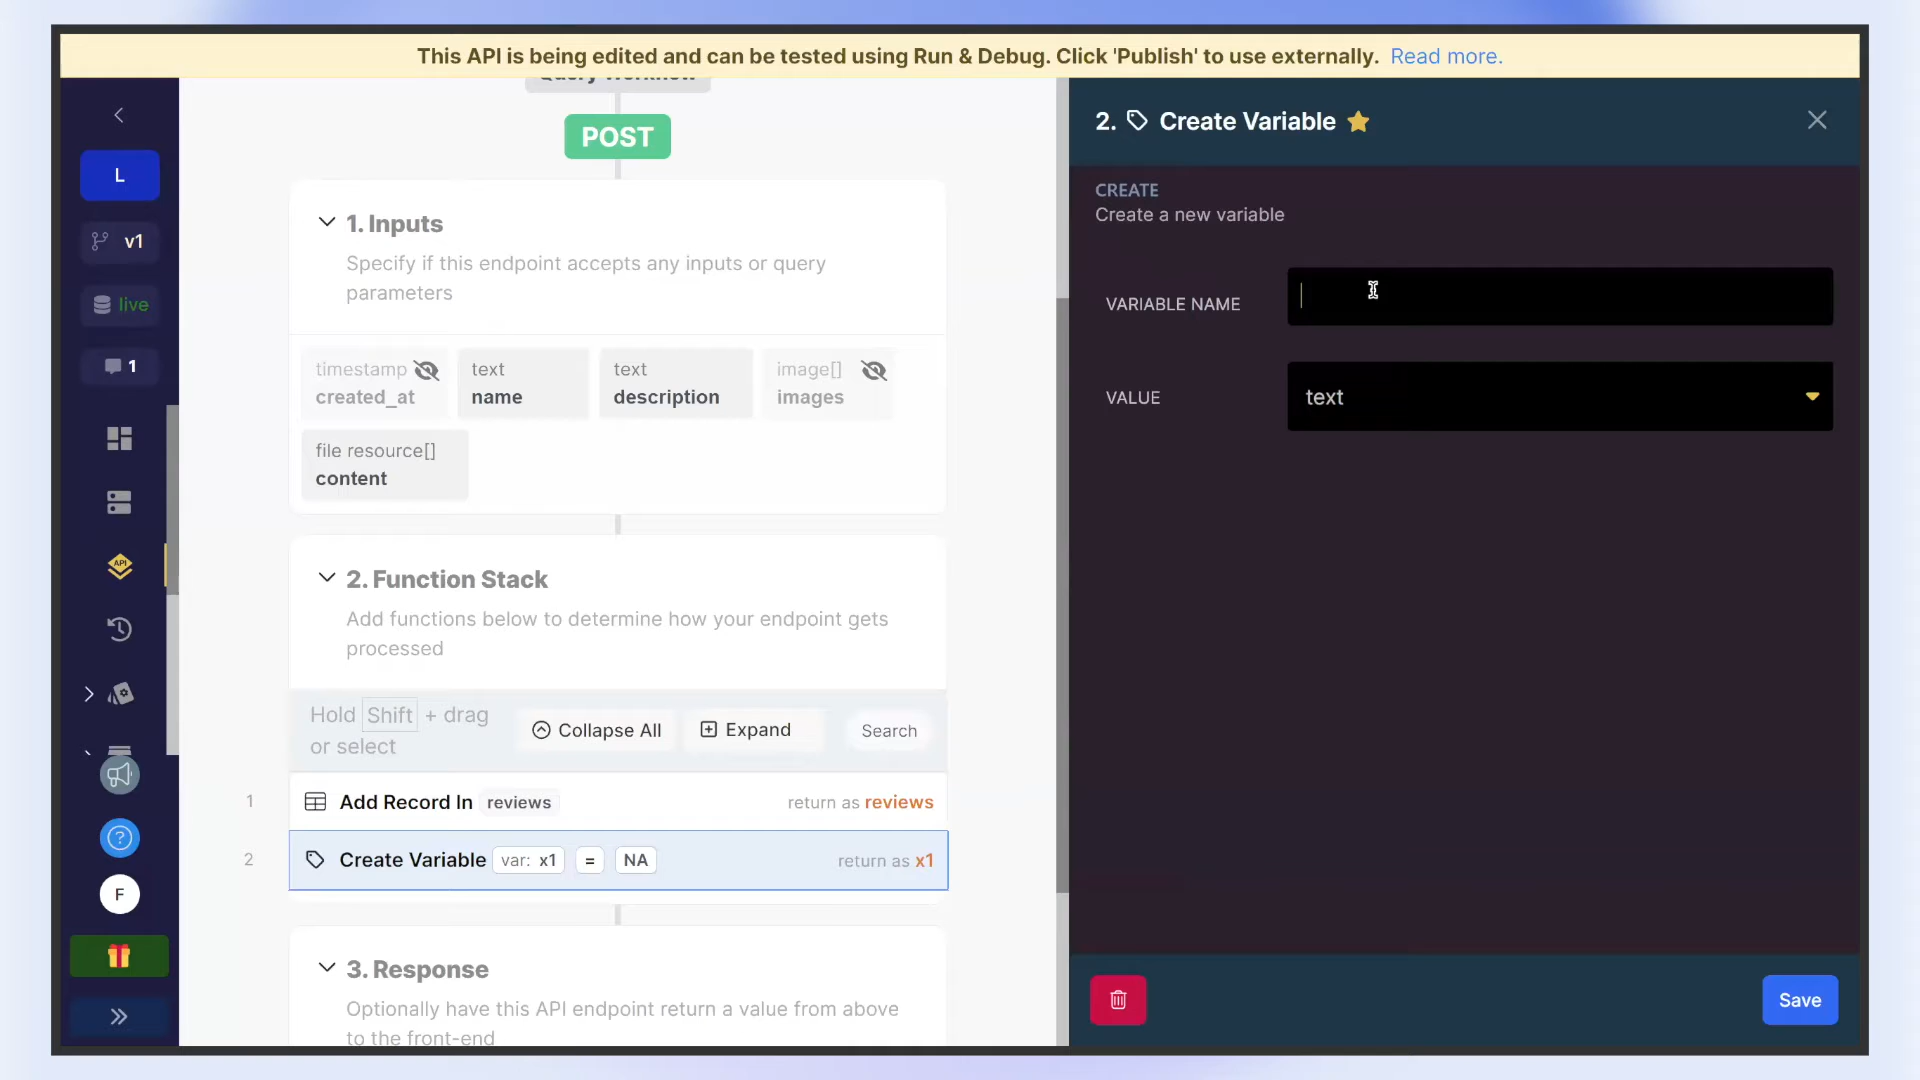 This API is being edited and can be tested using Run & Debug. Click 'Publish' to use externally. Read more.
L
v1
live
1
API
?
F
Query Workflow
POST
1. Inputs
Specify if this endpoint accepts any inputs or query
parameters
timestamp
created_at
text
name
text
description
image[]
images
file resource[]
content
2. Function Stack
Add functions below to determine how your endpoint gets
processed
Hold Shift + drag
or select
Collapse All
Expand
Search
1 Add Record In reviews return as reviews
2 Create Variable var: x1 = NA return as x1
3. Response
Optionally have this API endpoint return a value from above
to the front-end
2. Create Variable
CREATE
Create a new variable
VARIABLE NAME
VALUE text
Save